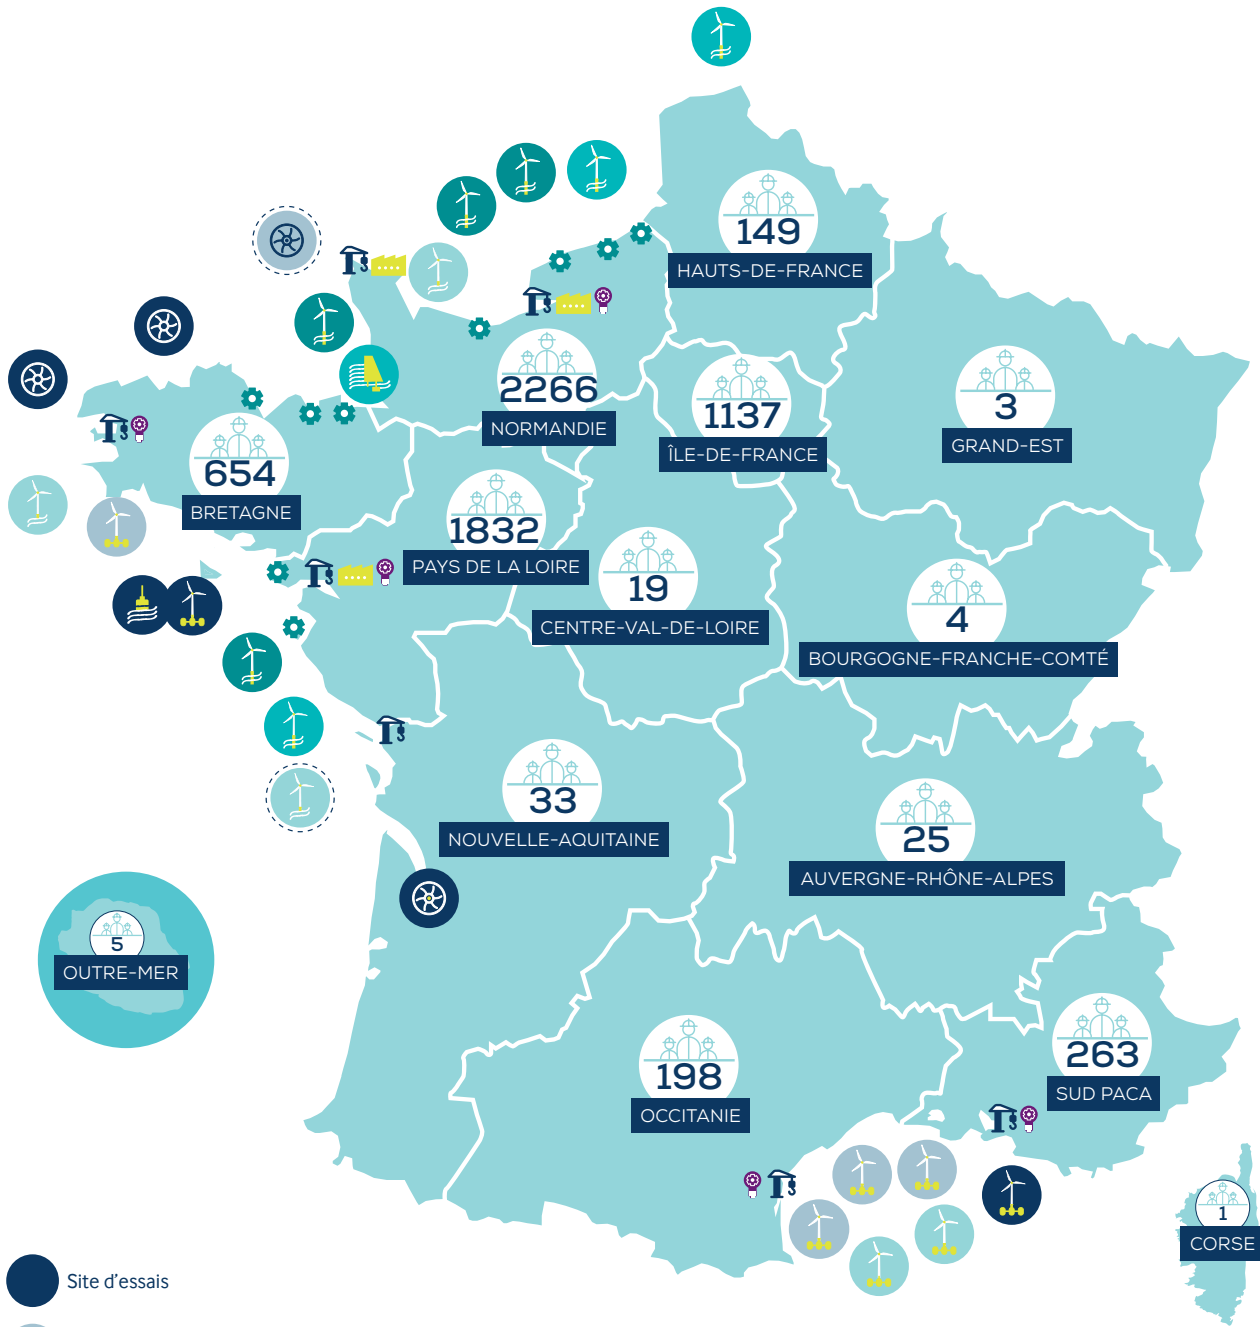 149
HAUTS-DE-FRANCE
2266
NORMANDIE
1137
ÎLE-DE-FRANCE
3
GRAND-EST
654
BRETAGNE
1832
PAYS DE LA LOIRE
19
CENTRE-VAL-DE-LOIRE
4
BOURGOGNE-FRANCHE-COMTÉ
33
NOUVELLE-AQUITAINE
25
AUVERGNE-RHÔNE-ALPES
5
OUTRE-MER
198
OCCITANIE
263
SUD PACA
1
CORSE
Site d'essais